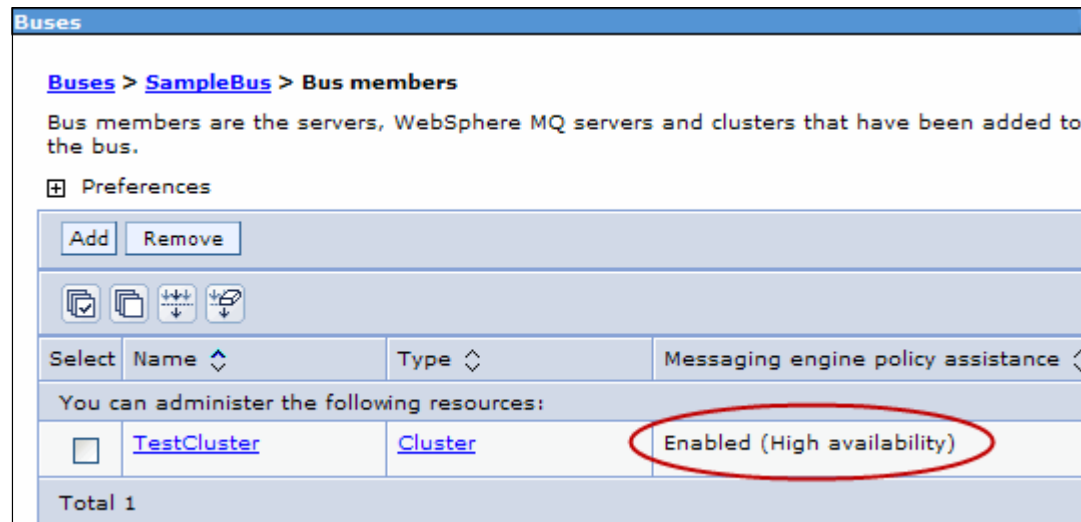 Buses
Buses > SampleBus > Bus members
Bus members are the servers, WebSphere MQ servers and clusters that have been added to
the bus.
Preferences
Add Remove
Select Name Type Messaging engine policy assistance
You can administer the following resources:
TestCluster Cluster Enabled (High availability)
Total 1